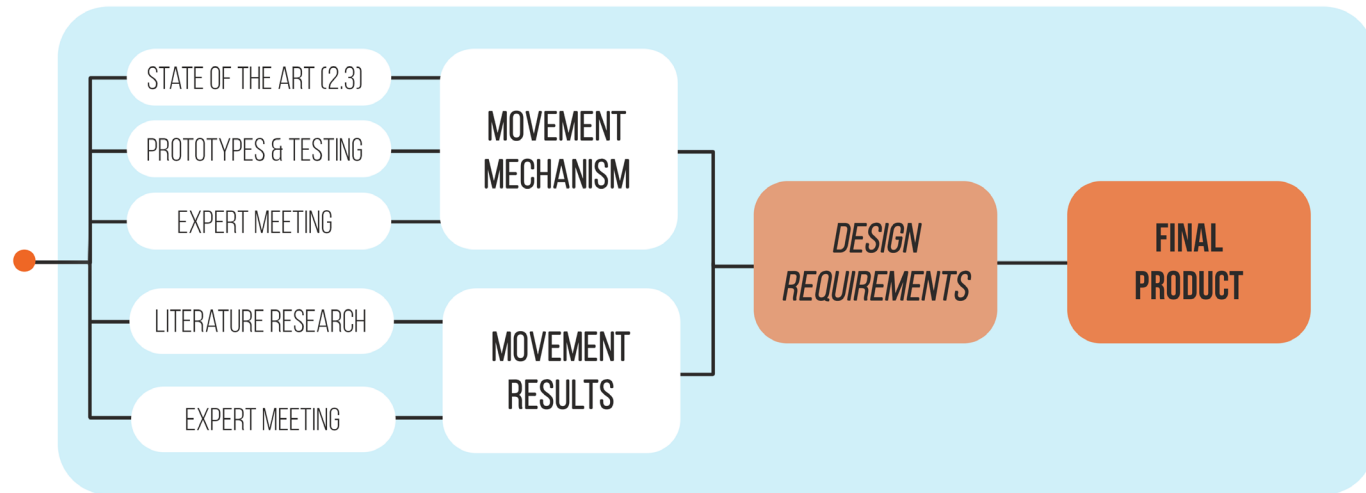 STATE OF THE ART (2.3)
PROTOTYPES & TESTING
EXPERT MEETING
MOVEMENT
MECHANISM
LITERATURE RESEARCH
EXPERT MEETING
MOVEMENT
RESULTS
DESIGN
REQUIREMENTS
FINAL
PRODUCT